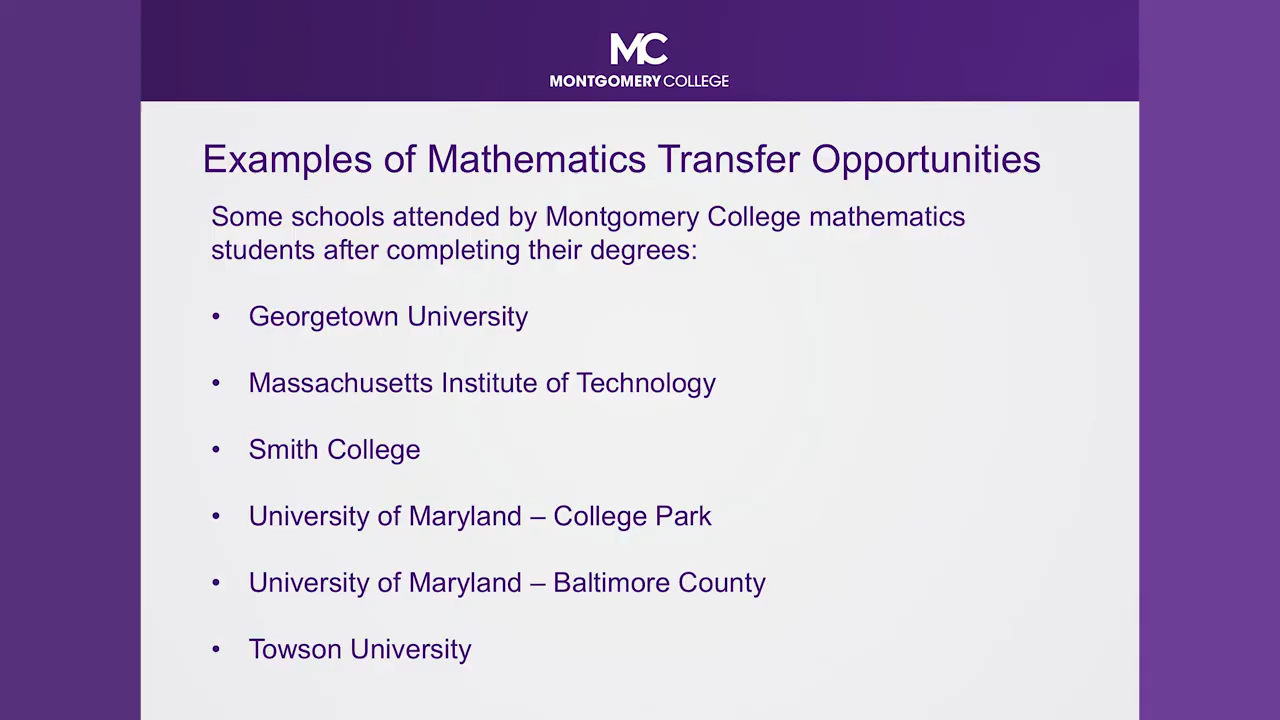 MC
MONTGOMERY COLLEGE
Examples of Mathematics Transfer Opportunities
Some schools attended by Montgomery College mathematics
students after completing their degrees:
• Georgetown University
• Massachusetts Institute of Technology
• Smith College
• University of Maryland – College Park
• University of Maryland – Baltimore County
• Towson University